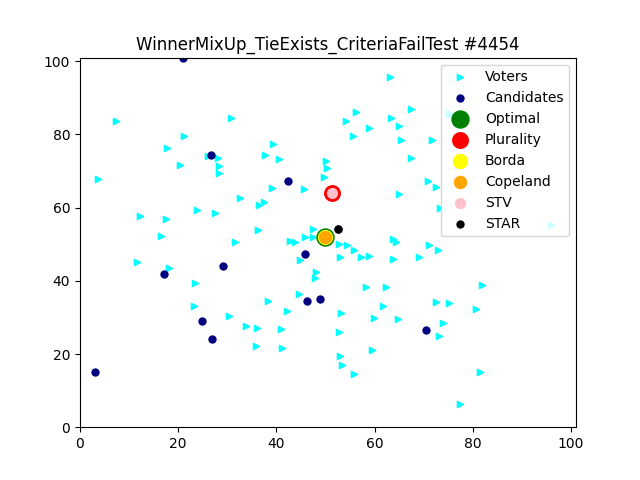 WinnerMixUp_TieExists_CriteriaFailTest #4454
100
80
60
40
20
0
0
20
40
60
80
100
Voters
Candidates
Optimal
Plurality
Borda
Copeland
STV
STAR